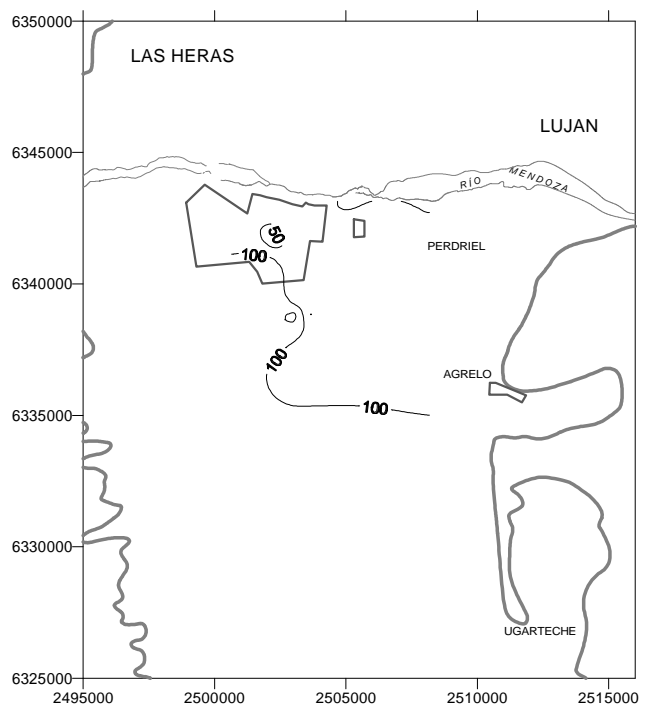 6350000
LAS HERAS
LUJAN
6345000
RÍO MENDOZA
50
PERDRIEL
100
6340000
100
AGRELO
100
6335000
6330000
UGARTECHE
6325000
2495000 2500000 2505000 2510000 2515000